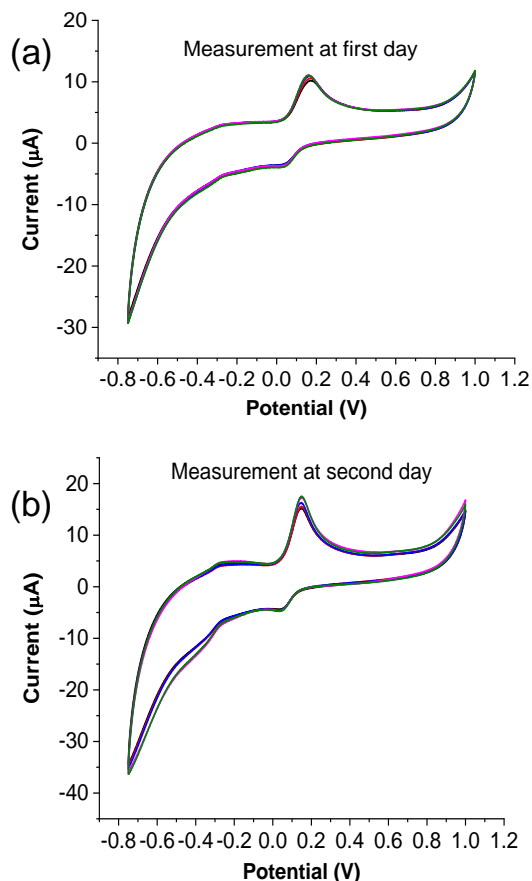 (a)
Measurement at first day
20
10
0
-10
-20
-30
Current (µA)
-0.8 -0.6 -0.4 -0.2 0.0 0.2 0.4 0.6 0.8 1.0 1.2
Potential (V)
(b)
Measurement at second day
20
10
0
-10
-20
-30
-40
Current (µA)
-0.8 -0.6 -0.4 -0.2 0.0 0.2 0.4 0.6 0.8 1.0 1.2
Potential (V)